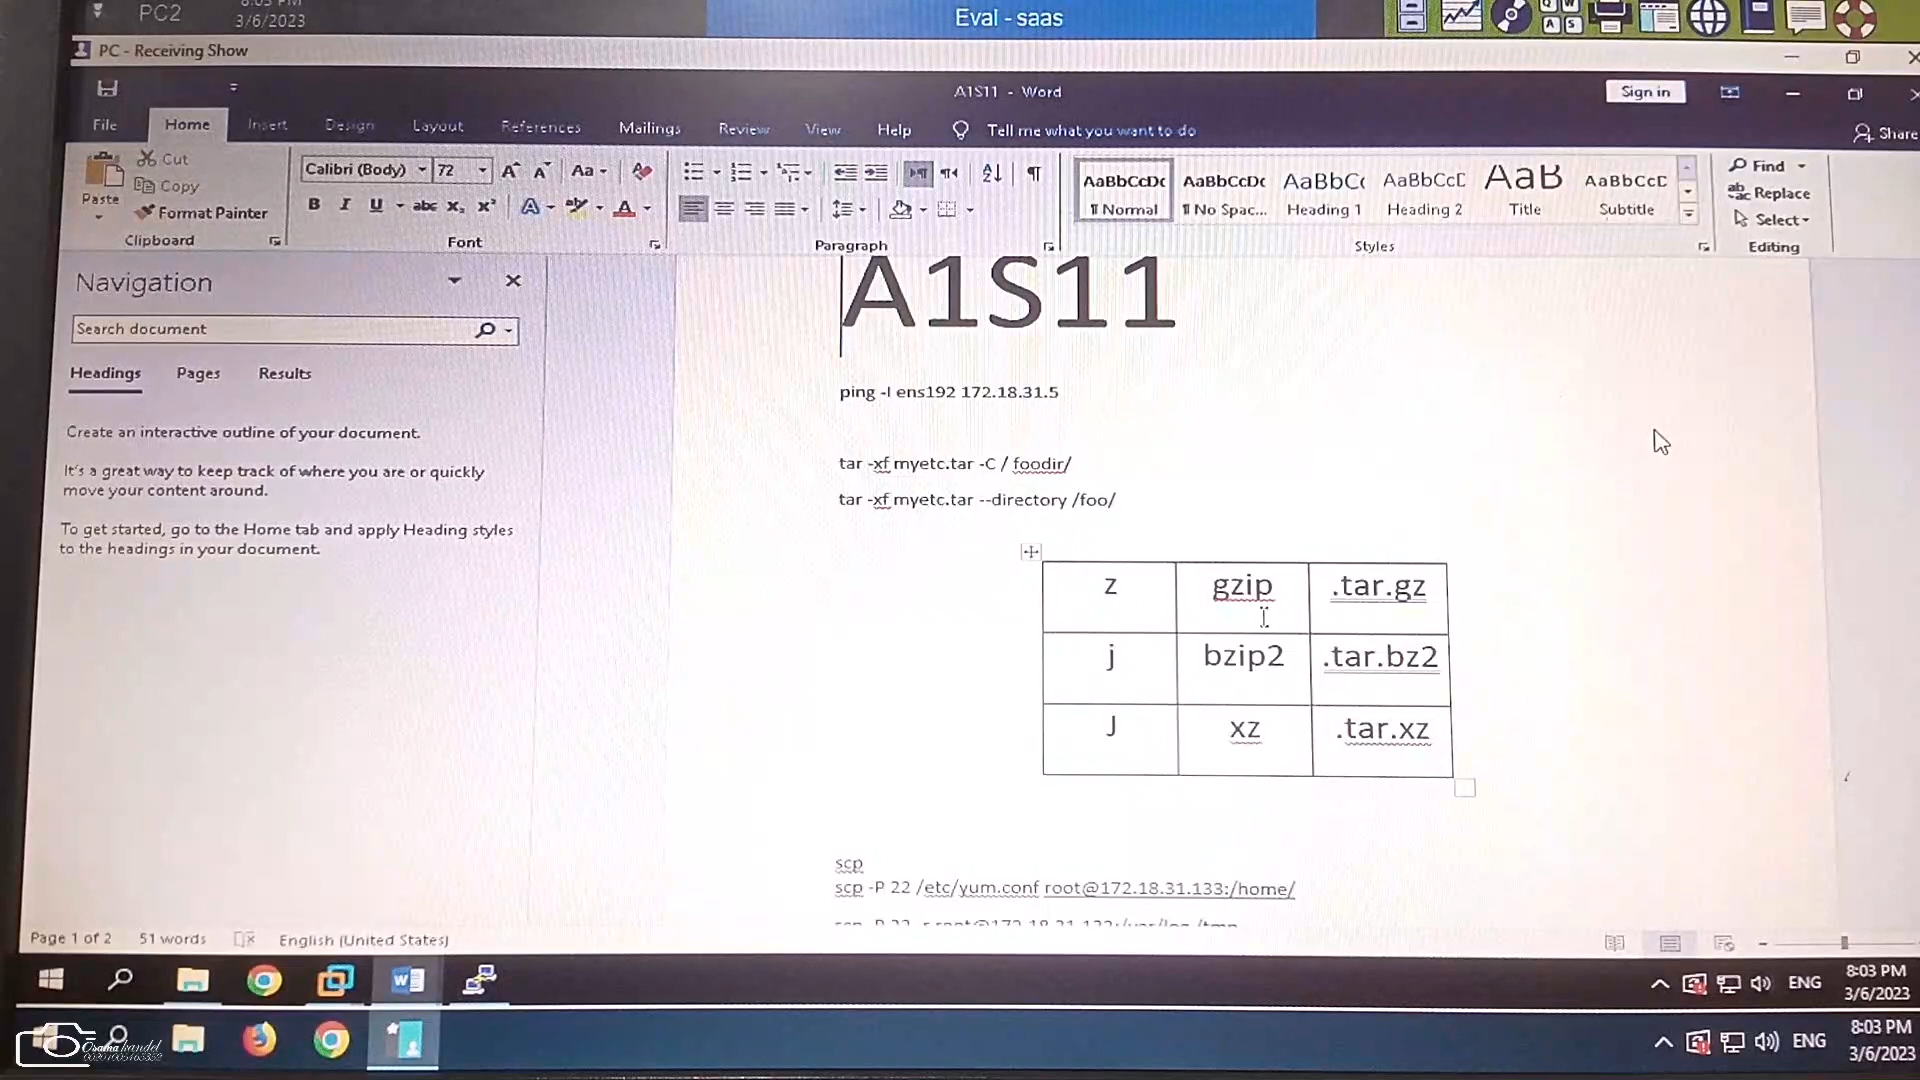 PC2
8:03 PM
3/6/2023
Eval - saas
PC - Receiving Show
A1S11 - Word
Sign in
File Home Insert Design Layout References Mailings Review View Help Tell me what you want to do
Share
Paste
Cut
Copy
Format Painter
Clipboard
Calibri (Body) 72
Font
Paragraph
AaBbCcDc AaBbCcDc AaBbC AaBbCcD AaB AaBbCcD
¶ Normal ¶ No Spac... Heading 1 Heading 2 Title Subtitle
Styles
Find
Replace
Select
Editing
Navigation
Search document
Headings Pages Results
Create an interactive outline of your document.
It's a great way to keep track of where you are or quickly
move your content around.
To get started, go to the Home tab and apply Heading styles
to the headings in your document.
A1S11
ping -I ens192 172.18.31.5
tar -xf myetc.tar -C / foodir/
tar -xf myetc.tar --directory /foo/
z gzip .tar.gz
j bzip2 .tar.bz2
J xz .tar.xz
scp
scp -P 22 /etc/yum.conf root@172.18.31.133:/home/
Page 1 of 2 51 words English (United States)
ENG 8:03 PM
3/6/2023
Osama kandel
ENG 8:03 PM
3/6/2023